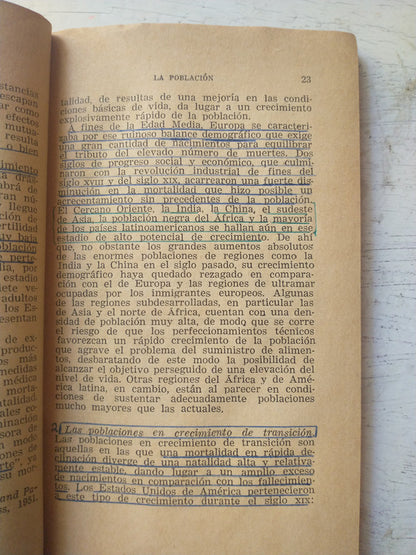 LA POBLACIÓN 23
talidad, de resultas de una mejoría en las condi-
ciones básicas de vida, da lugar a un crecimiento
explosivamente rápido de la población.
A fines de la Edad Media, Europa se caracteri-
zaba por ese ruinoso balance demográfico que exige
una gran cantidad de nacimientos para equilibrar
el tributo del elevado número de muertes. Dos
siglos de progreso social y económico, que culmi-
naron con la revolución industrial de fines del
siglo XVIII y del siglo XIX, acarrearon una fuerte dis-
minución en la mortalidad que hizo posible un
acrecentamiento sin precedentes de la población.
El Cercano Oriente, la India, la China, el sudeste
de Asia, la población negra del África y la mayoría
de los países latinoamericanos se hallan aún en ese
estadio de alto potencial de crecimiento. De ahí
que, no obstante los grandes aumentos absolutos
de las enormes poblaciones de regiones como la
India y la China en el siglo pasado, su crecimiento
demográfico haya quedado rezagado en compara-
ción con el de Europa y las regiones de ultramar
ocupadas por los inmigrantes europeos. Algunas
de las regiones subdesarrolladas, en particular las
de Asia y el norte de África, cuentan con una den-
sidad de población muy alta, de modo que se corre
el riesgo de que los perfeccionamientos técnicos
favorezcan un rápido crecimiento de la población
que agrave el problema del suministro de alimen-
tos, desbaratando de este modo la posibilidad de
alcanzar el objetivo perseguido de una elevación del
nivel de vida. Otras regiones del África y de Amé-
rica latina, en cambio, están al parecer en condicio-
nes de sustentar adecuadamente poblaciones
mucho mayores que las actuales.
2) Las poblaciones en crecimiento de transición.
Las poblaciones en crecimiento de transición son
aquellas en las que una mortalidad en rápida de-
clinación diverge de una natalidad alta y relativa-
mente estable, dando lugar a un amplio exceso
de nacimientos en comparación con los fallecimien-
tos. Los Estados Unidos de América pertenecieron
a este tipo de crecimiento durante el siglo XIX: